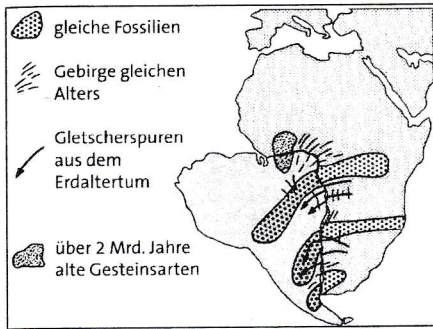 gleiche Fossilien
Gebirge gleichen
Alters
Gletscherspuren
aus dem
Erdaltertum
über 2 Mrd. Jahre
alte Gesteinsarten